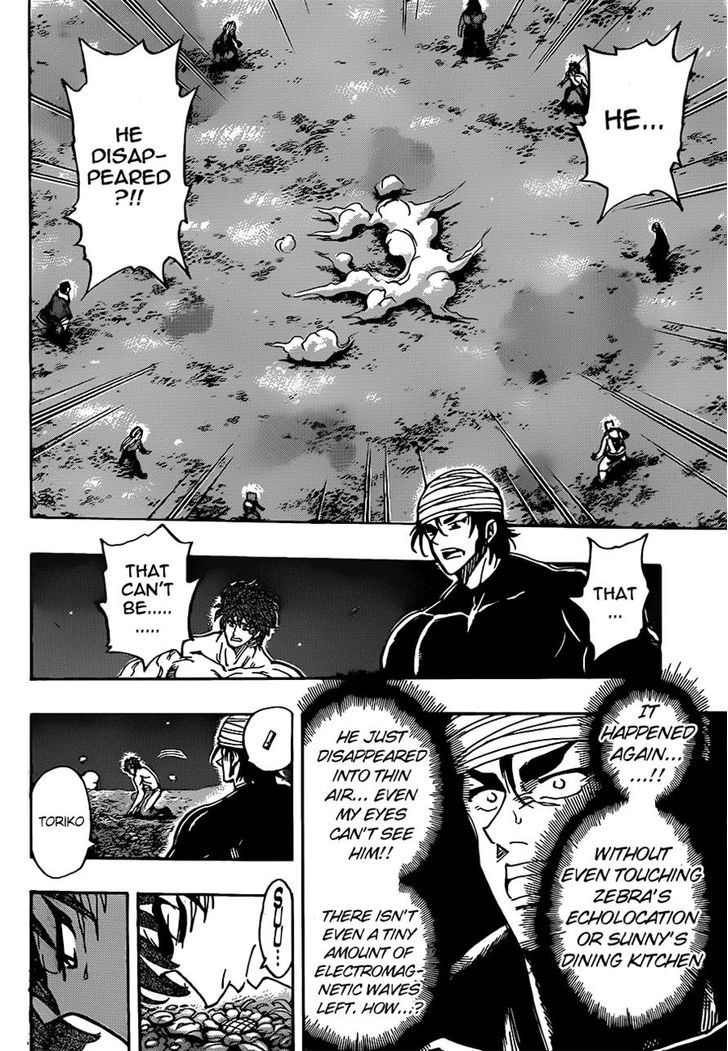 HE...
HE
DISAP-
PEARED
?!!
THAT
...
THAT
CAN'T
BE.....
.....
IT
HAPPENED
AGAIN...
....!!
WITHOUT
EVEN TOUCHING
ZEBRA'S
ECHOLOCATION
OR SUNNY'S
DINING KITCHEN
HE JUST
DISAPPEARED
INTO THIN
AIR... EVEN
MY EYES
CAN'T SEE
HIM!!
THERE ISN'T
EVEN A TINY
AMOUNT OF
ELECTROMAG-
NETIC WAVES
LEFT. HOW...?
!
TORIKO
SU...